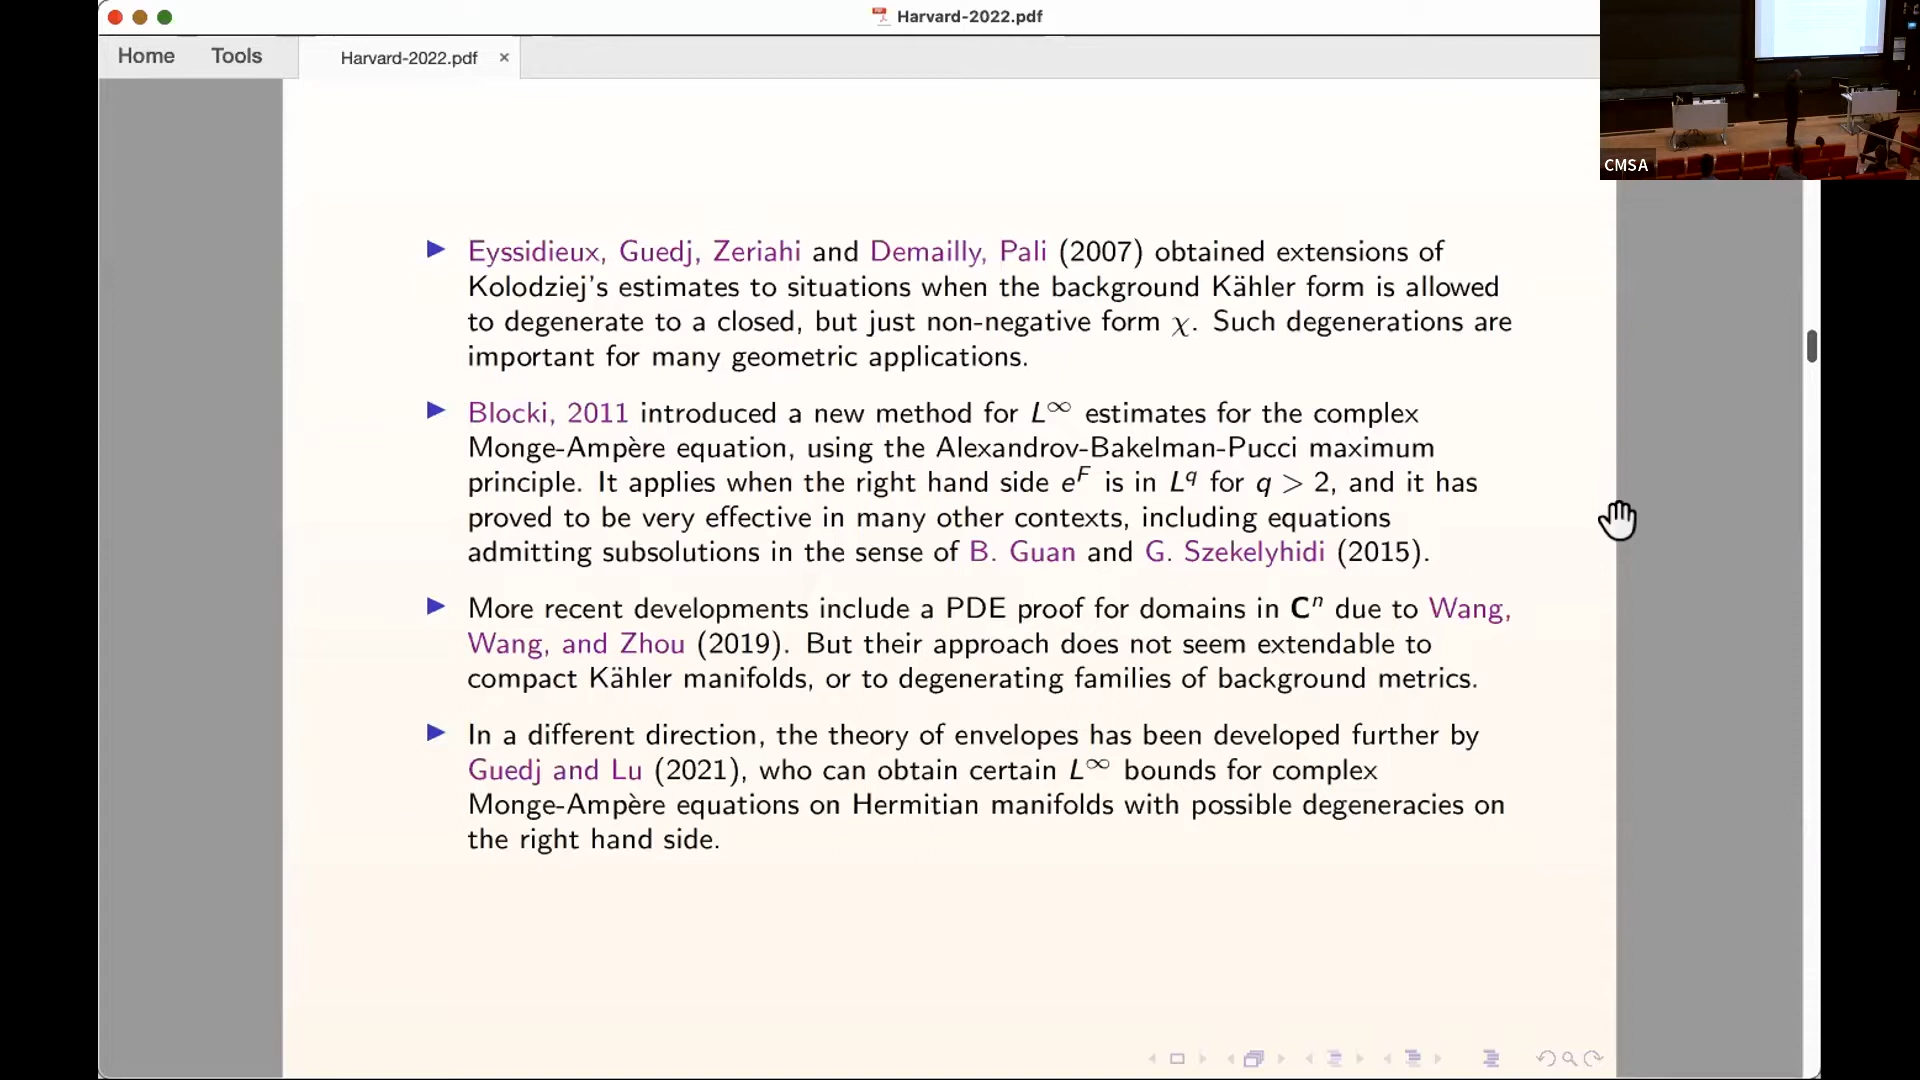 Harvard-2022.pdf
Home Tools Harvard-2022.pdf ×
CMSA
▶ Eyssidieux, Guedj, Zeriahi and Demailly, Pali (2007) obtained extensions of
Kolodziej's estimates to situations when the background Kähler form is allowed
to degenerate to a closed, but just non-negative form χ. Such degenerations are
important for many geometric applications.
▶ Blocki, 2011 introduced a new method for L^∞ estimates for the complex
Monge-Ampère equation, using the Alexandrov-Bakelman-Pucci maximum
principle. It applies when the right hand side e^F is in L^q for q > 2, and it has
proved to be very effective in many other contexts, including equations
admitting subsolutions in the sense of B. Guan and G. Szekelyhidi (2015).
▶ More recent developments include a PDE proof for domains in C^n due to Wang,
Wang, and Zhou (2019). But their approach does not seem extendable to
compact Kähler manifolds, or to degenerating families of background metrics.
▶ In a different direction, the theory of envelopes has been developed further by
Guedj and Lu (2021), who can obtain certain L^∞ bounds for complex
Monge-Ampère equations on Hermitian manifolds with possible degeneracies on
the right hand side.